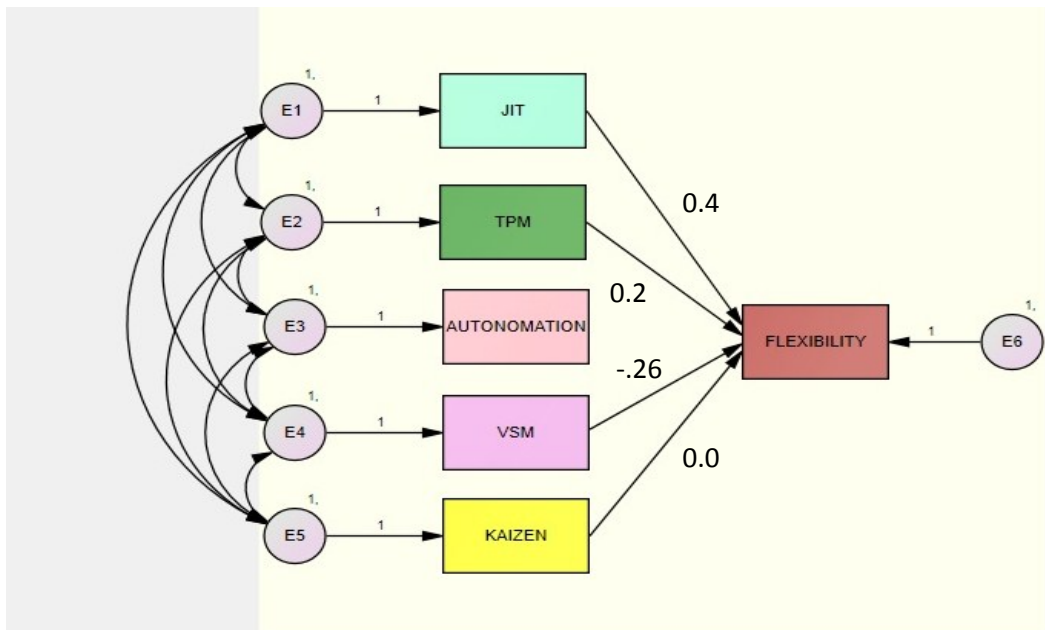 1,
E1
1
JIT
0.4
1,
E2
1
TPM
0.2
1,
E3
1
AUTONOMATION
-.26
1,
E4
1
VSM
0.0
1,
E5
1
KAIZEN
FLEXIBILITY
1
1,
E6